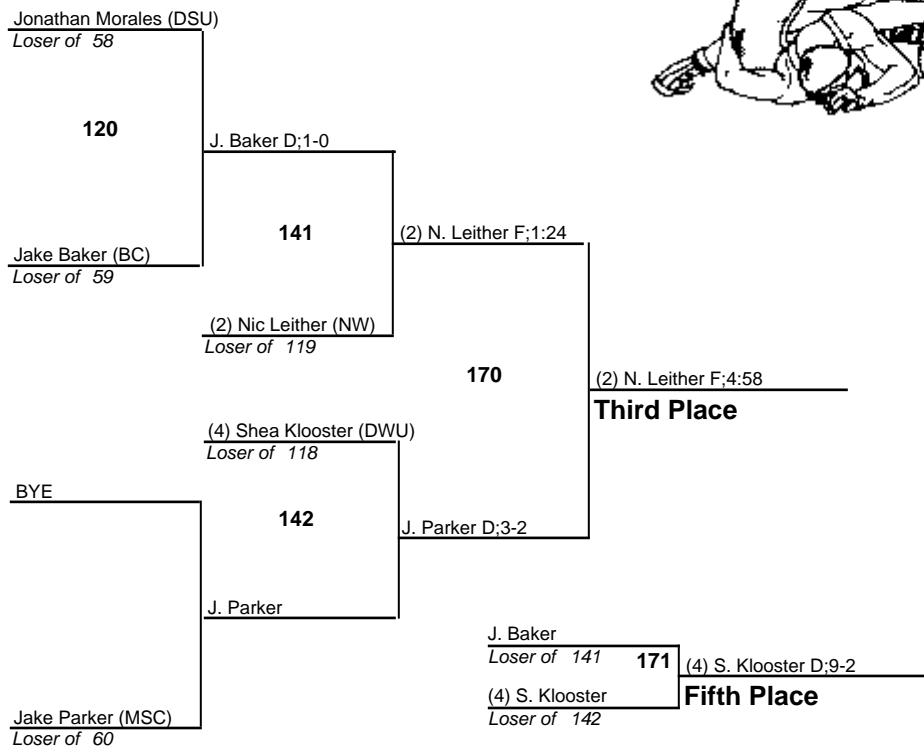 Jonathan Morales (DSU)
Loser of 58
120
J. Baker D;1-0
Jake Baker (BC)
Loser of 59
141
(2) N. Leither F;1:24
(2) Nic Leither (NW)
Loser of 119
170
(2) N. Leither F;4:58
Third Place
(4) Shea Klooster (DWU)
Loser of 118
BYE
142
J. Parker D;3-2
J. Parker
Jake Parker (MSC)
Loser of 60
J. Baker
Loser of 141
171
(4) S. Klooster D;9-2
Fifth Place
(4) S. Klooster
Loser of 142